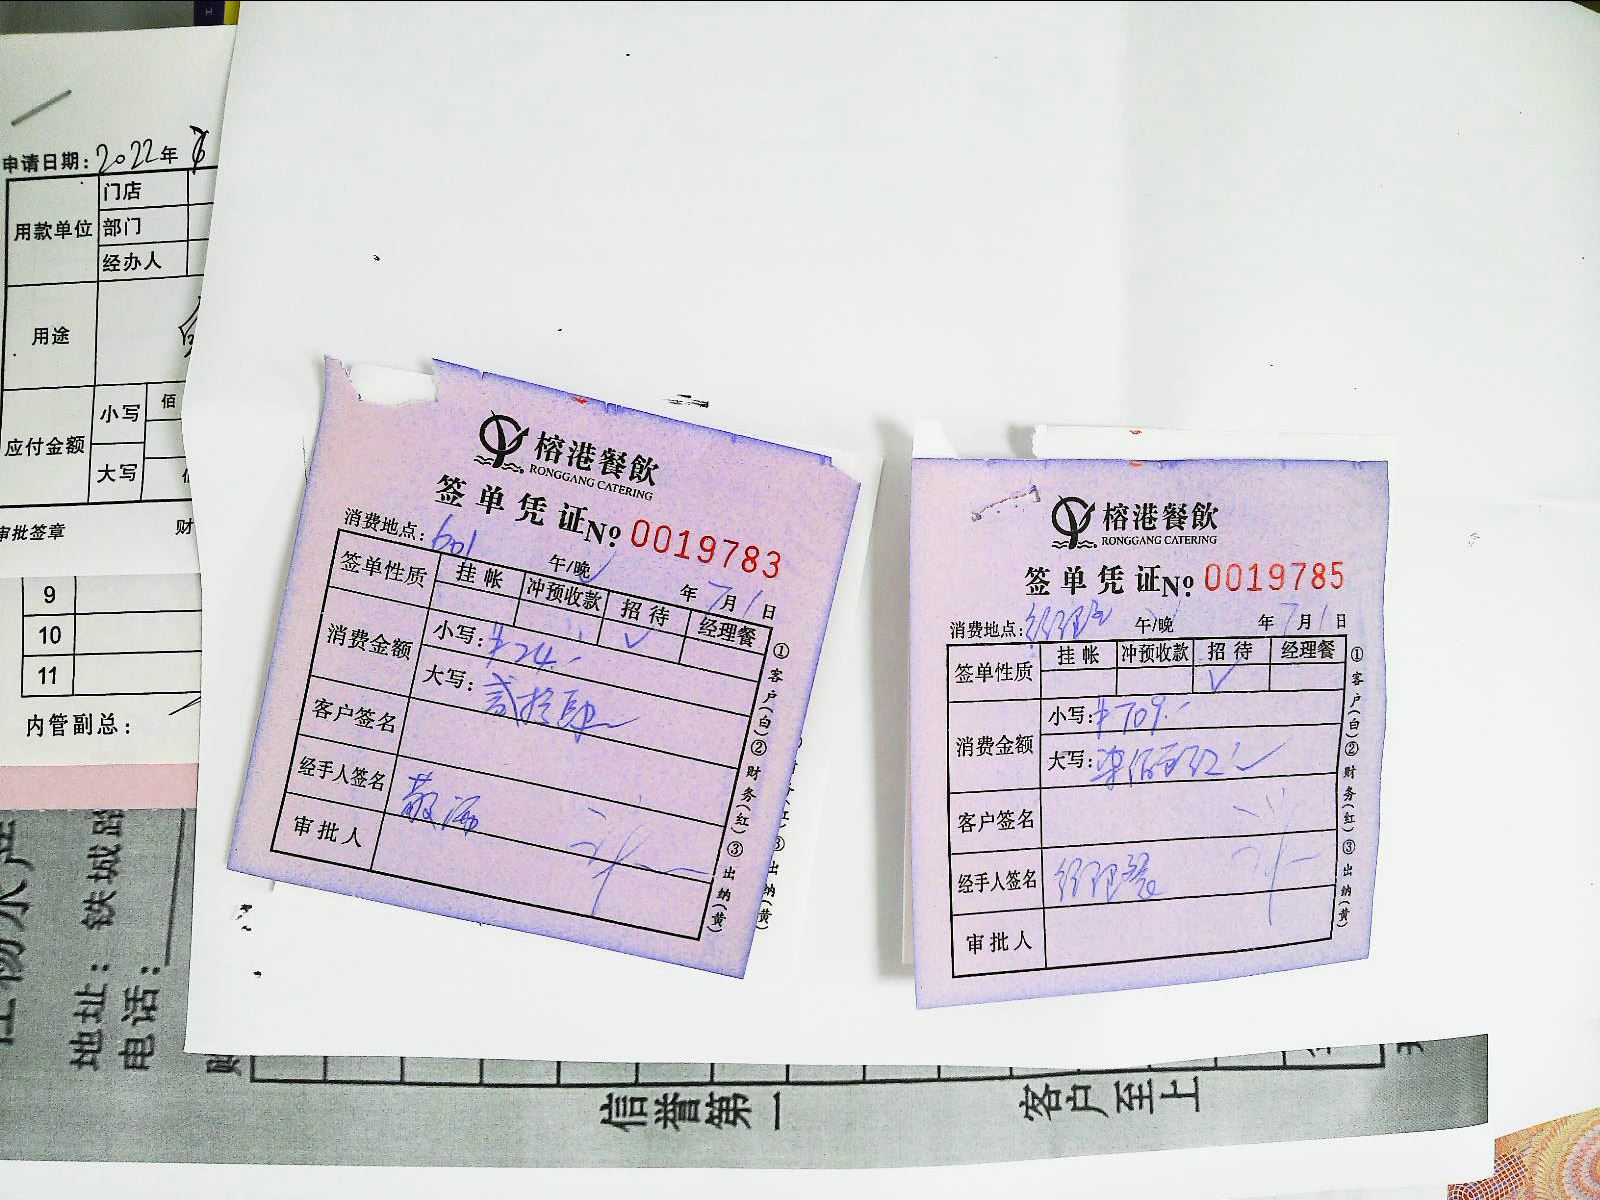 申请日期：2022年
用款单位
门店
部门
经办人
用途
应付金额
小写
佰
大写
审批签章
财
9
10
11
内管副总：
榕港餐飲
RONGGANG CATERING
签单凭证№ 0019783
消费地点：601 午/晚 年7月1日
签单性质 挂帐 冲预收款 招待 经理餐
✓
消费金额
小写：¥24.-
大写：贰拾肆
客户签名
经手人签名
审批人
①客户(白)②财务(红)③出纳(黄)
榕港餐飲
RONGGANG CATERING
签单凭证№ 0019785
消费地点： 午/晚 年7月1日
签单性质 挂帐 冲预收款 招待 经理餐
✓
消费金额
小写：¥709.-
大写：柒佰
客户签名
经手人签名 经理餐
审批人
①客户(白)②财务(红)③出纳(黄)
地址：铁城路
电话：
信誉第一
客户至上